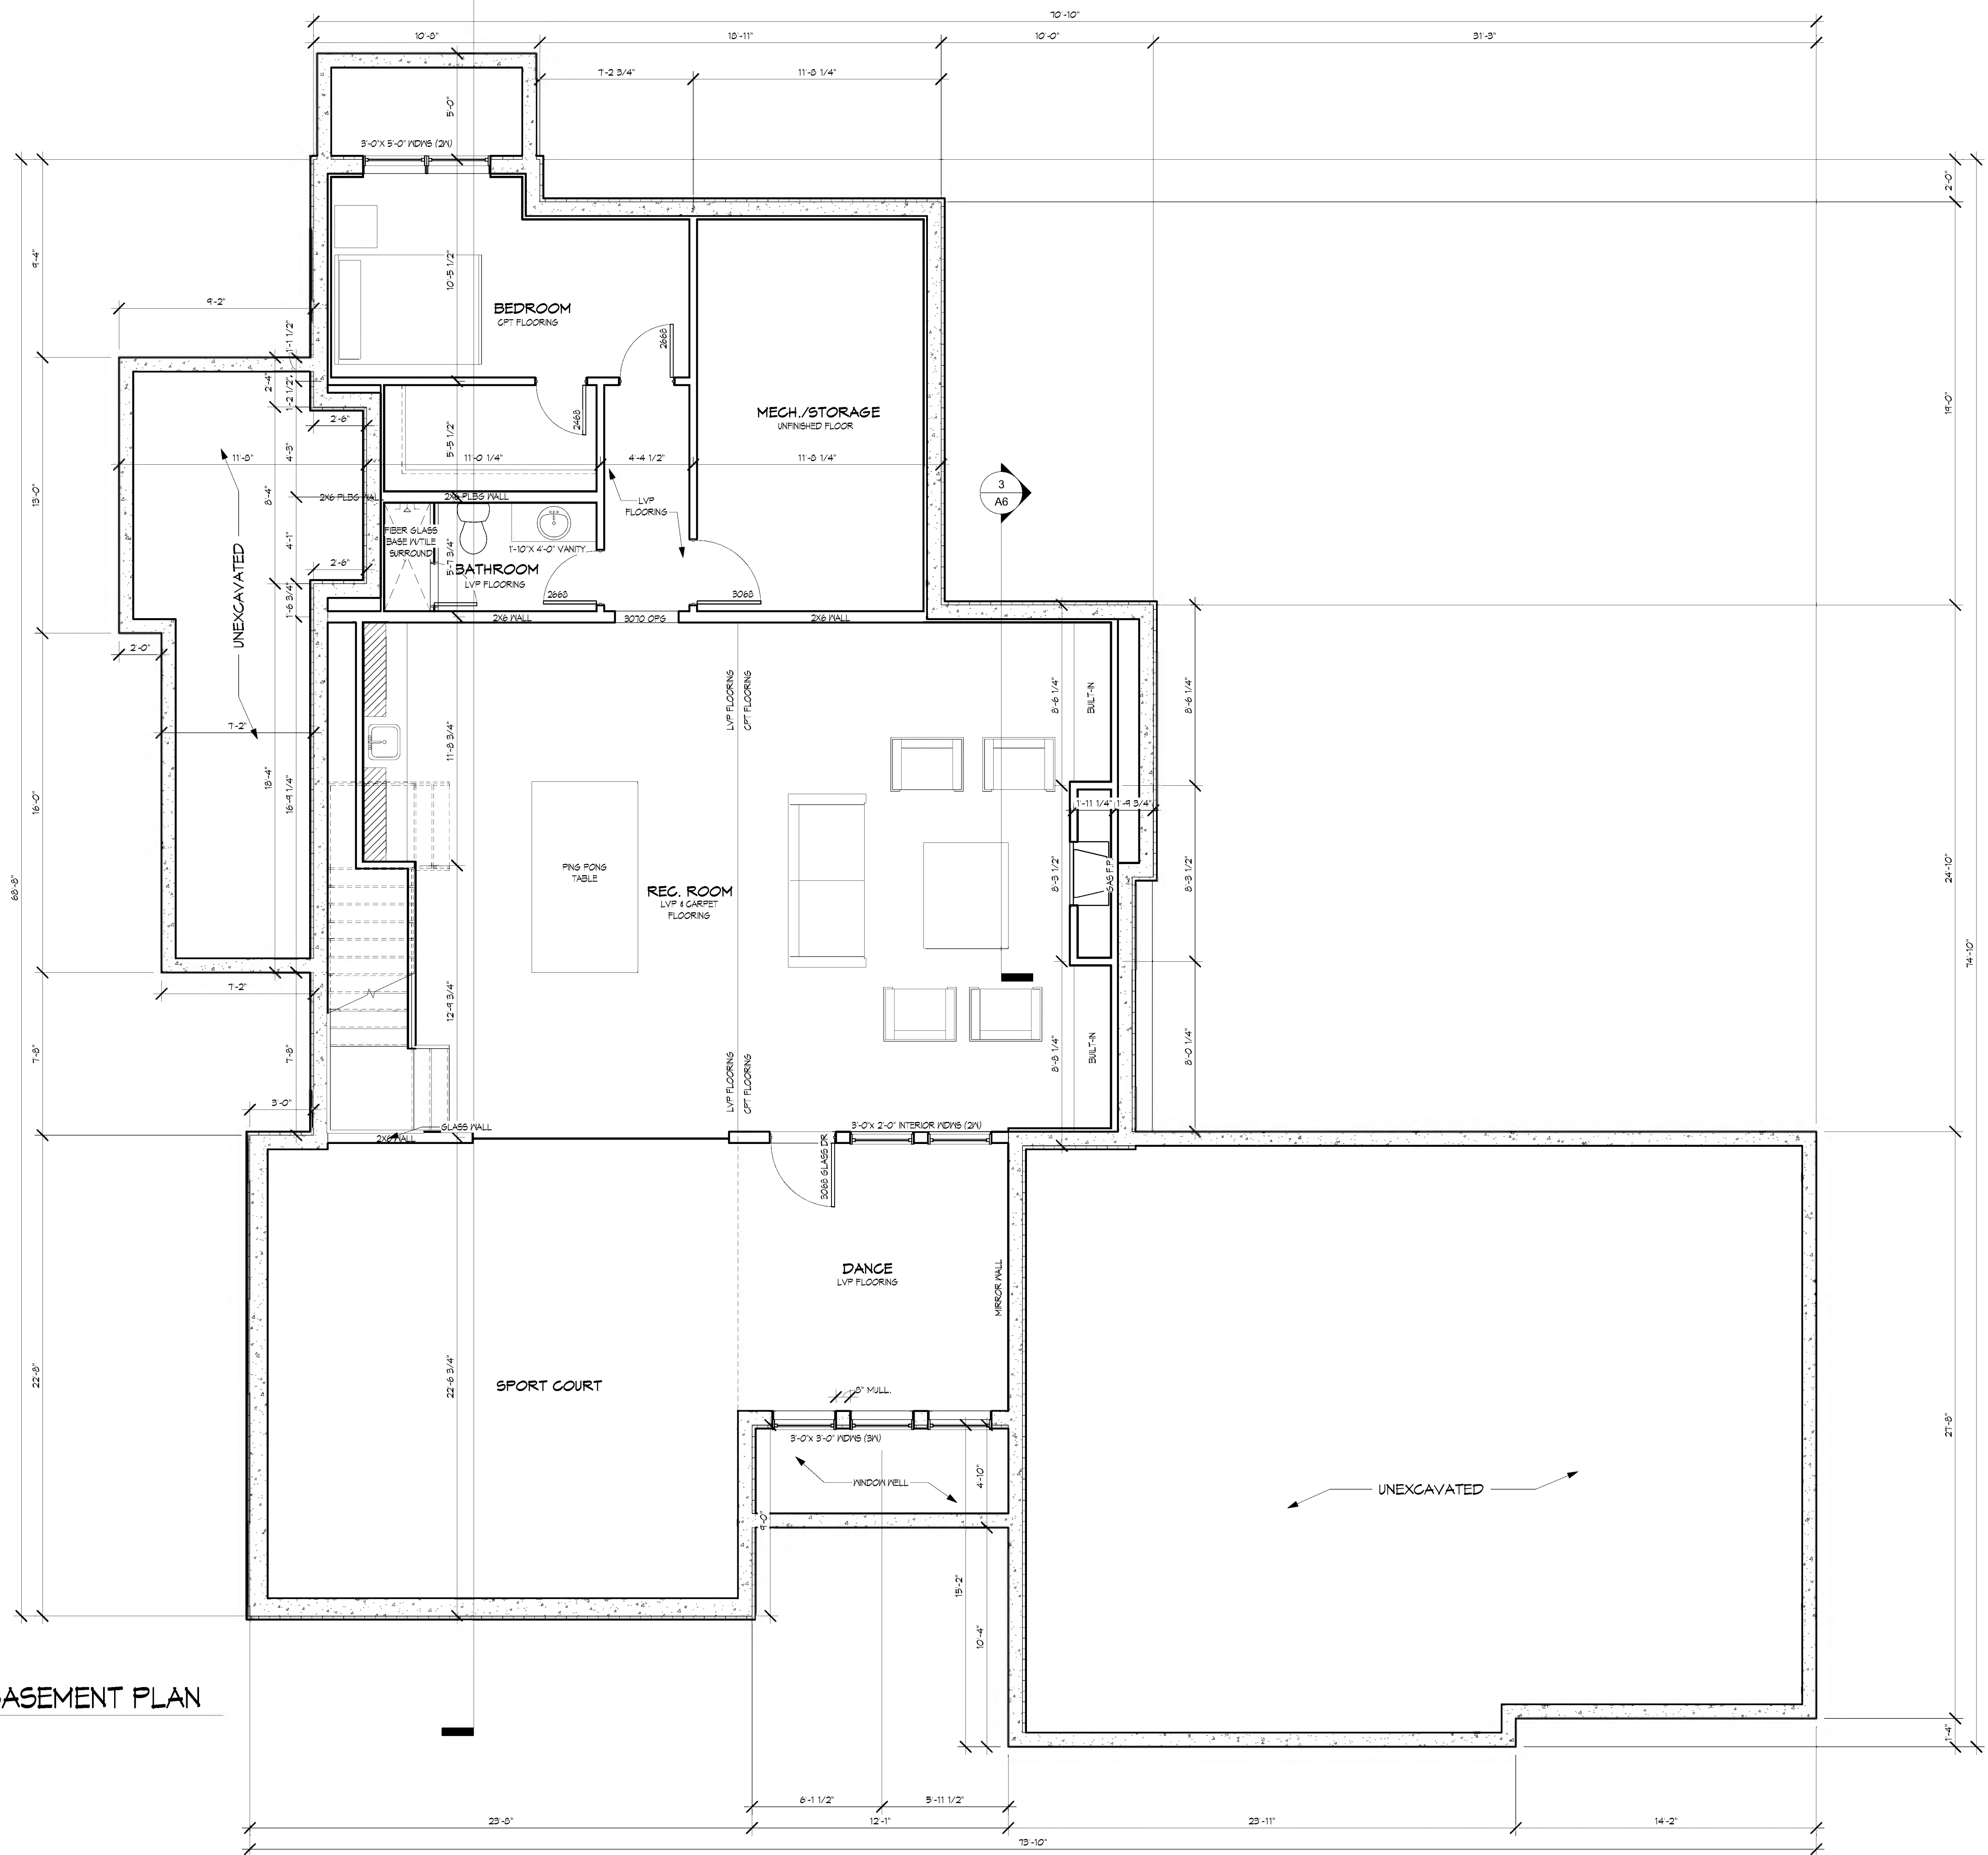 70'-10"
10'-8"
18'-11"
10'-0"
31'-3"
7'-2 3/4"
11'-8 1/4"
5'-0"
3'-0"X 5'-0" WDWS (2W)
2'-0"
9'-4"
10'-5 1/2"
9'-2"
BEDROOM
CPT FLOORING
1'-1 1/2"
2668
2'-4"
1'-2 1/2"
2468
MECH./STORAGE
UNFINISHED FLOOR
19'-0"
2'-6"
4'-3"
5'-5 1/2"
11'-8"
11'-0 1/4"
4'-4 1/2"
11'-8 1/4"
13'-0"
8'-4"
2X6 PLBG WALL
2X6 PLBG WALL
LVP
FLOORING
3
A6
FIBER GLASS
BASE W/TILE
SURROUND
1'-10"X 4'-0" VANITY
4'-1"
UNEXCAVATED
2'-6"
5'-7 3/4"
BATHROOM
LVP FLOORING
2668
3068
1'-6 3/4"
2X6 WALL
3070 OPG
2X6 WALL
2'-0"
LVP FLOORING
CPT FLOORING
8'-6 1/4"
BUILT-IN
8'-6 1/4"
7'-2"
11'-8 3/4"
18'-4"
16'-9 1/4"
16'-0"
1'-11 1/4"
1'-9 3/4"
PING PONG
TABLE
REC. ROOM
LVP & CARPET
FLOORING
8'-3 1/2"
GAS F.P.
8'-3 1/2"
24'-10"
68'-8"
74'-10"
7'-2"
12'-9 3/4"
7'-8"
7'-8"
LVP FLOORING
CPT FLOORING
8'-8 1/4"
BUILT-IN
8'-0 1/4"
3'-0"
GLASS WALL
2X6 WALL
3'-0"X 2'-0" INTERIOR WDWS (2W)
3068 GLASS DR
DANCE
LVP FLOORING
MIRROR WALL
22'-8"
22'-6 3/4"
SPORT COURT
8" MULL.
27'-8"
3'-0"X 3'-0" WDWS (3W)
WINDOW WELL
4'-10"
UNEXCAVATED
9'-0"
15'-2"
10'-4"
1'-4"
BASEMENT PLAN
6'-1 1/2"
5'-11 1/2"
23'-8"
12'-1"
23'-11"
14'-2"
73'-10"